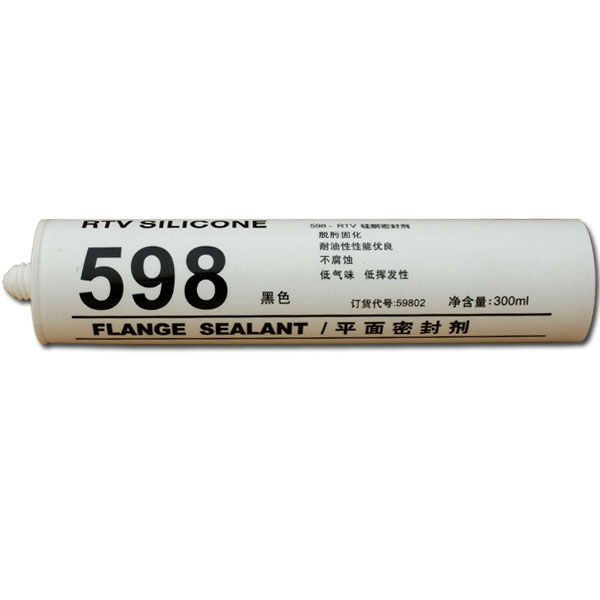 RTV SILICONE
598 黑色
598 - RTV 硅酮密封剂
脱肟固化
耐油性性能优良
不腐蚀
低气味 低挥发性
订货代号:59802 净含量:300ml
FLANGE SEALANT / 平面密封剂